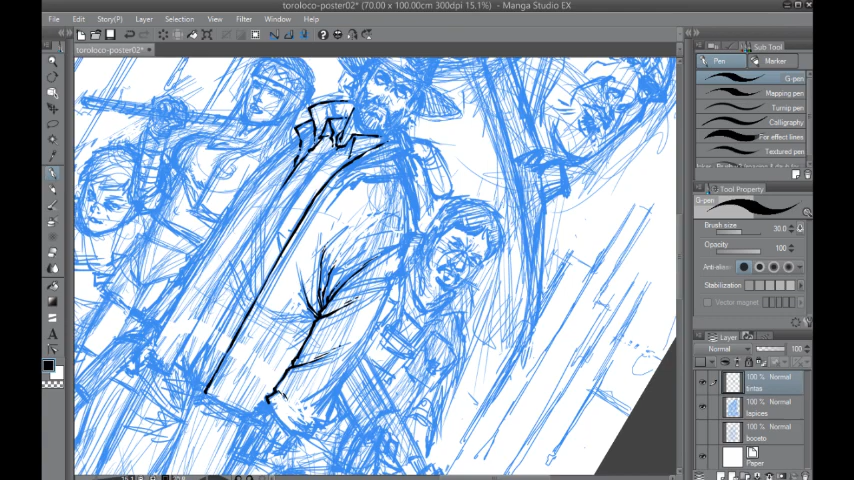 toroloco-poster02* (70.00 x 100.00cm 300dpi 15.1%) - Manga Studio EX
File Edit Story(P) Layer Selection View Filter Window Help
toroloco-poster02*
Sub Tool
Pen Marker
G-pen
Mapping pen
Turnip pen
Calligraphy
For effect lines
Textured pen
Tool Property
G-pen
Brush size 30.0
Opacity 100
Anti-alias
Stabilization
Vector magnet
Layer
Normal 100
100 % Normal
tintas
100 % Normal
lapices
100 % Normal
boceto
Paper